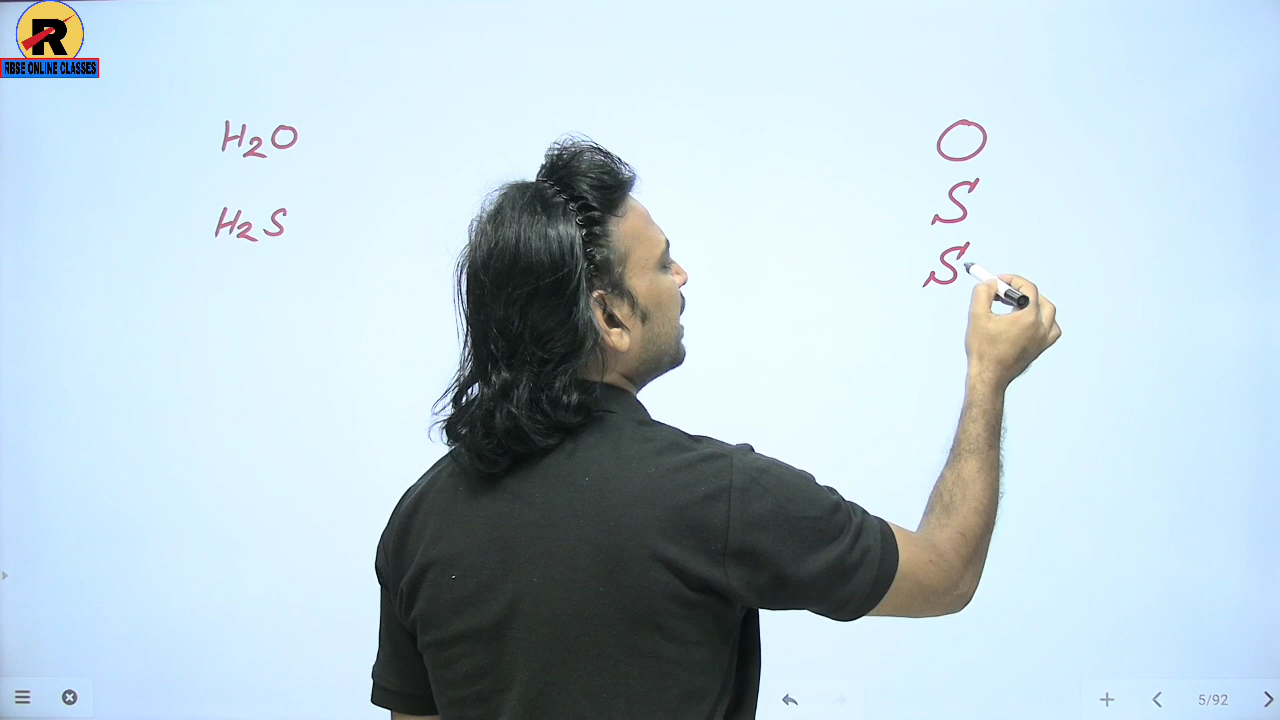 R
RBSE ONLINE CLASSES
H₂O
H₂S
O
S
S
5/92